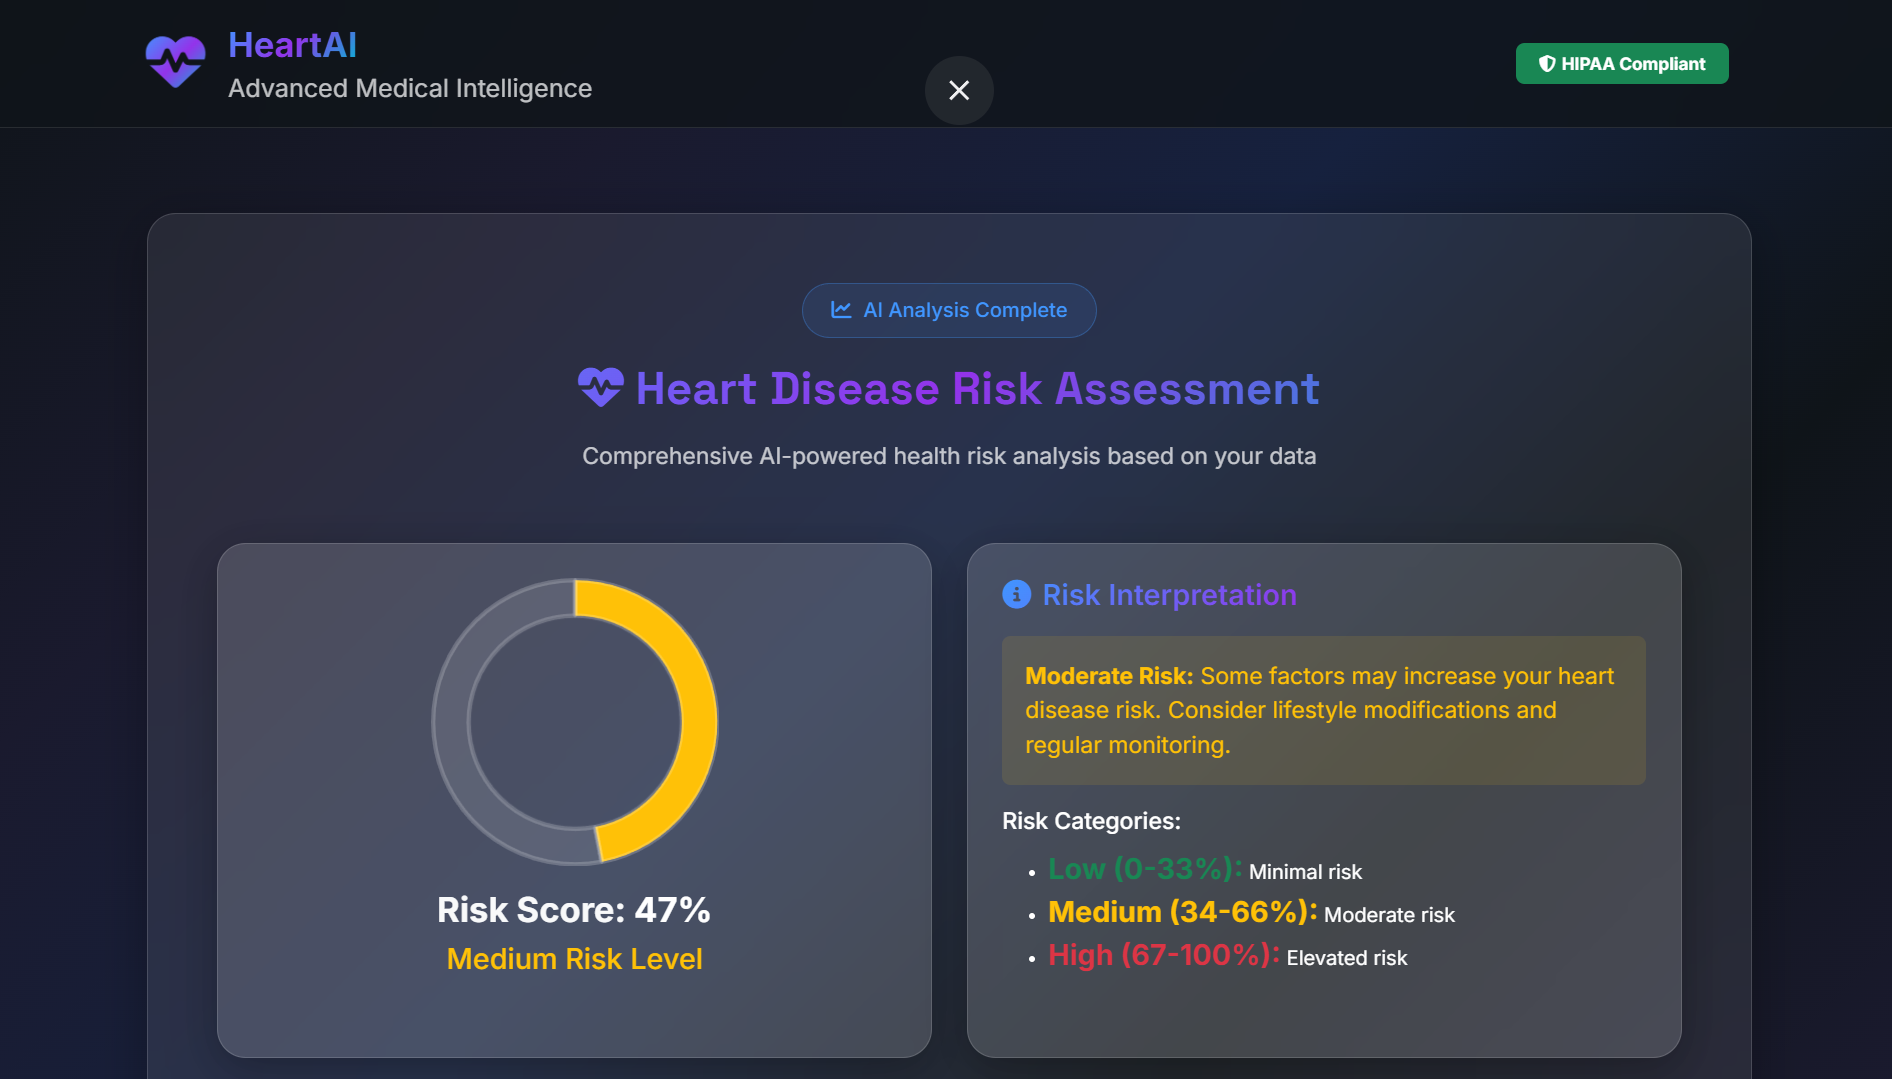 HeartAI
Advanced Medical Intelligence
HIPAA Compliant
AI Analysis Complete
Heart Disease Risk Assessment
Comprehensive AI-powered health risk analysis based on your data
Risk Score: 47%
Medium Risk Level
Risk Interpretation
Moderate Risk: Some factors may increase your heart
disease risk. Consider lifestyle modifications and
regular monitoring.
Risk Categories:
Low (0-33%): Minimal risk
Medium (34-66%): Moderate risk
High (67-100%): Elevated risk